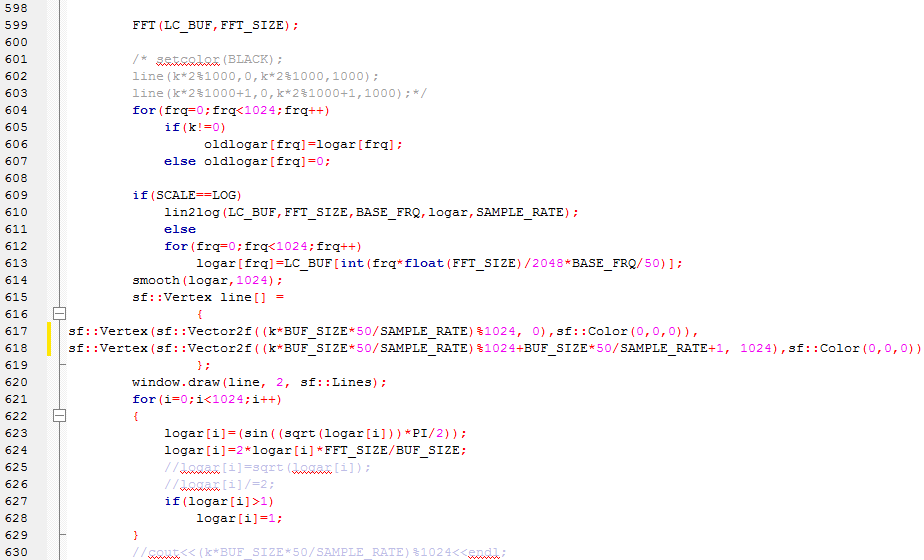 598
599 FFT(LC_BUF,FFT_SIZE);
600
601 /* setcolor(BLACK);
602 line(k*2%1000,0,k*2%1000,1000);
603 line(k*2%1000+1,0,k*2%1000+1,1000);*/
604 for(frq=0;frq<1024;frq++)
605 if(k!=0)
606 oldlogar[frq]=logar[frq];
607 else oldlogar[frq]=0;
608
609 if(SCALE==LOG)
610 lin2log(LC_BUF,FFT_SIZE,BASE_FRQ,logar,SAMPLE_RATE);
611 else
612 for(frq=0;frq<1024;frq++)
613 logar[frq]=LC_BUF[int(frq*float(FFT_SIZE)/2048*BASE_FRQ/50)];
614 smooth(logar,1024);
615 sf::Vertex line[] =
616 {
617 sf::Vertex(sf::Vector2f((k*BUF_SIZE*50/SAMPLE_RATE)%1024, 0),sf::Color(0,0,0)),
618 sf::Vertex(sf::Vector2f((k*BUF_SIZE*50/SAMPLE_RATE)%1024+BUF_SIZE*50/SAMPLE_RATE+1, 1024),sf::Color(0,0,0))
619 };
620 window.draw(line, 2, sf::Lines);
621 for(i=0;i<1024;i++)
622 {
623 logar[i]=(sin((sqrt(logar[i]))*PI/2));
624 logar[i]=2*logar[i]*FFT_SIZE/BUF_SIZE;
625 //logar[i]=sqrt(logar[i]);
626 //logar[i]/=2;
627 if(logar[i]>1)
628 logar[i]=1;
629 }
630 //cout<<(k*BUF_SIZE*50/SAMPLE_RATE)%1024<<endl;